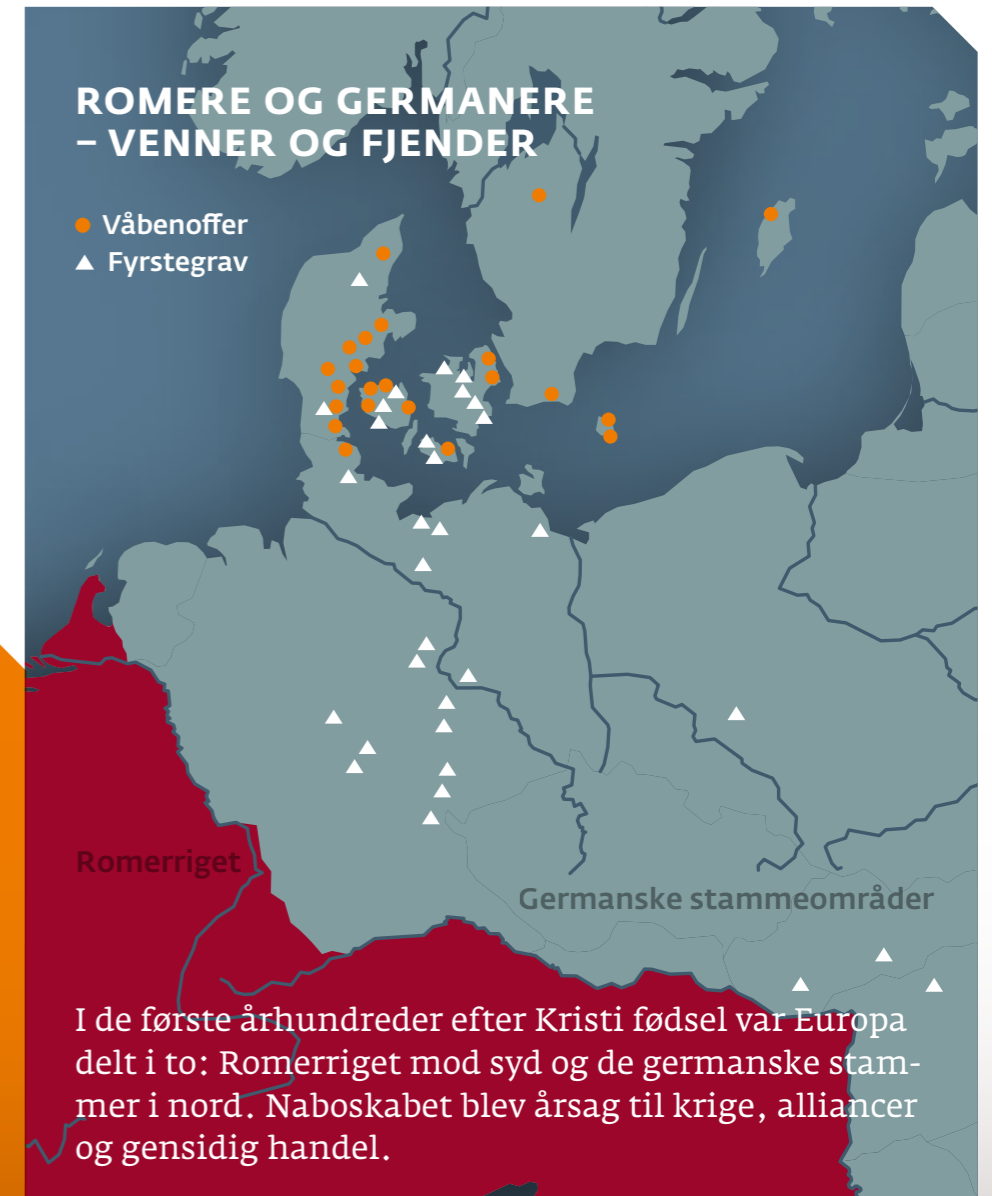 ROMERE OG GERMANERE
– VENNER OG FJENDER
Våbenoffer
Fyrstegrav
Romerriget
Germanske stammeområder
I de første århundreder efter Kristi fødsel var Europa
delt i to: Romerriget mod syd og de germanske stam-
mer i nord. Naboskabet blev årsag til krige, alliancer
og gensidig handel.